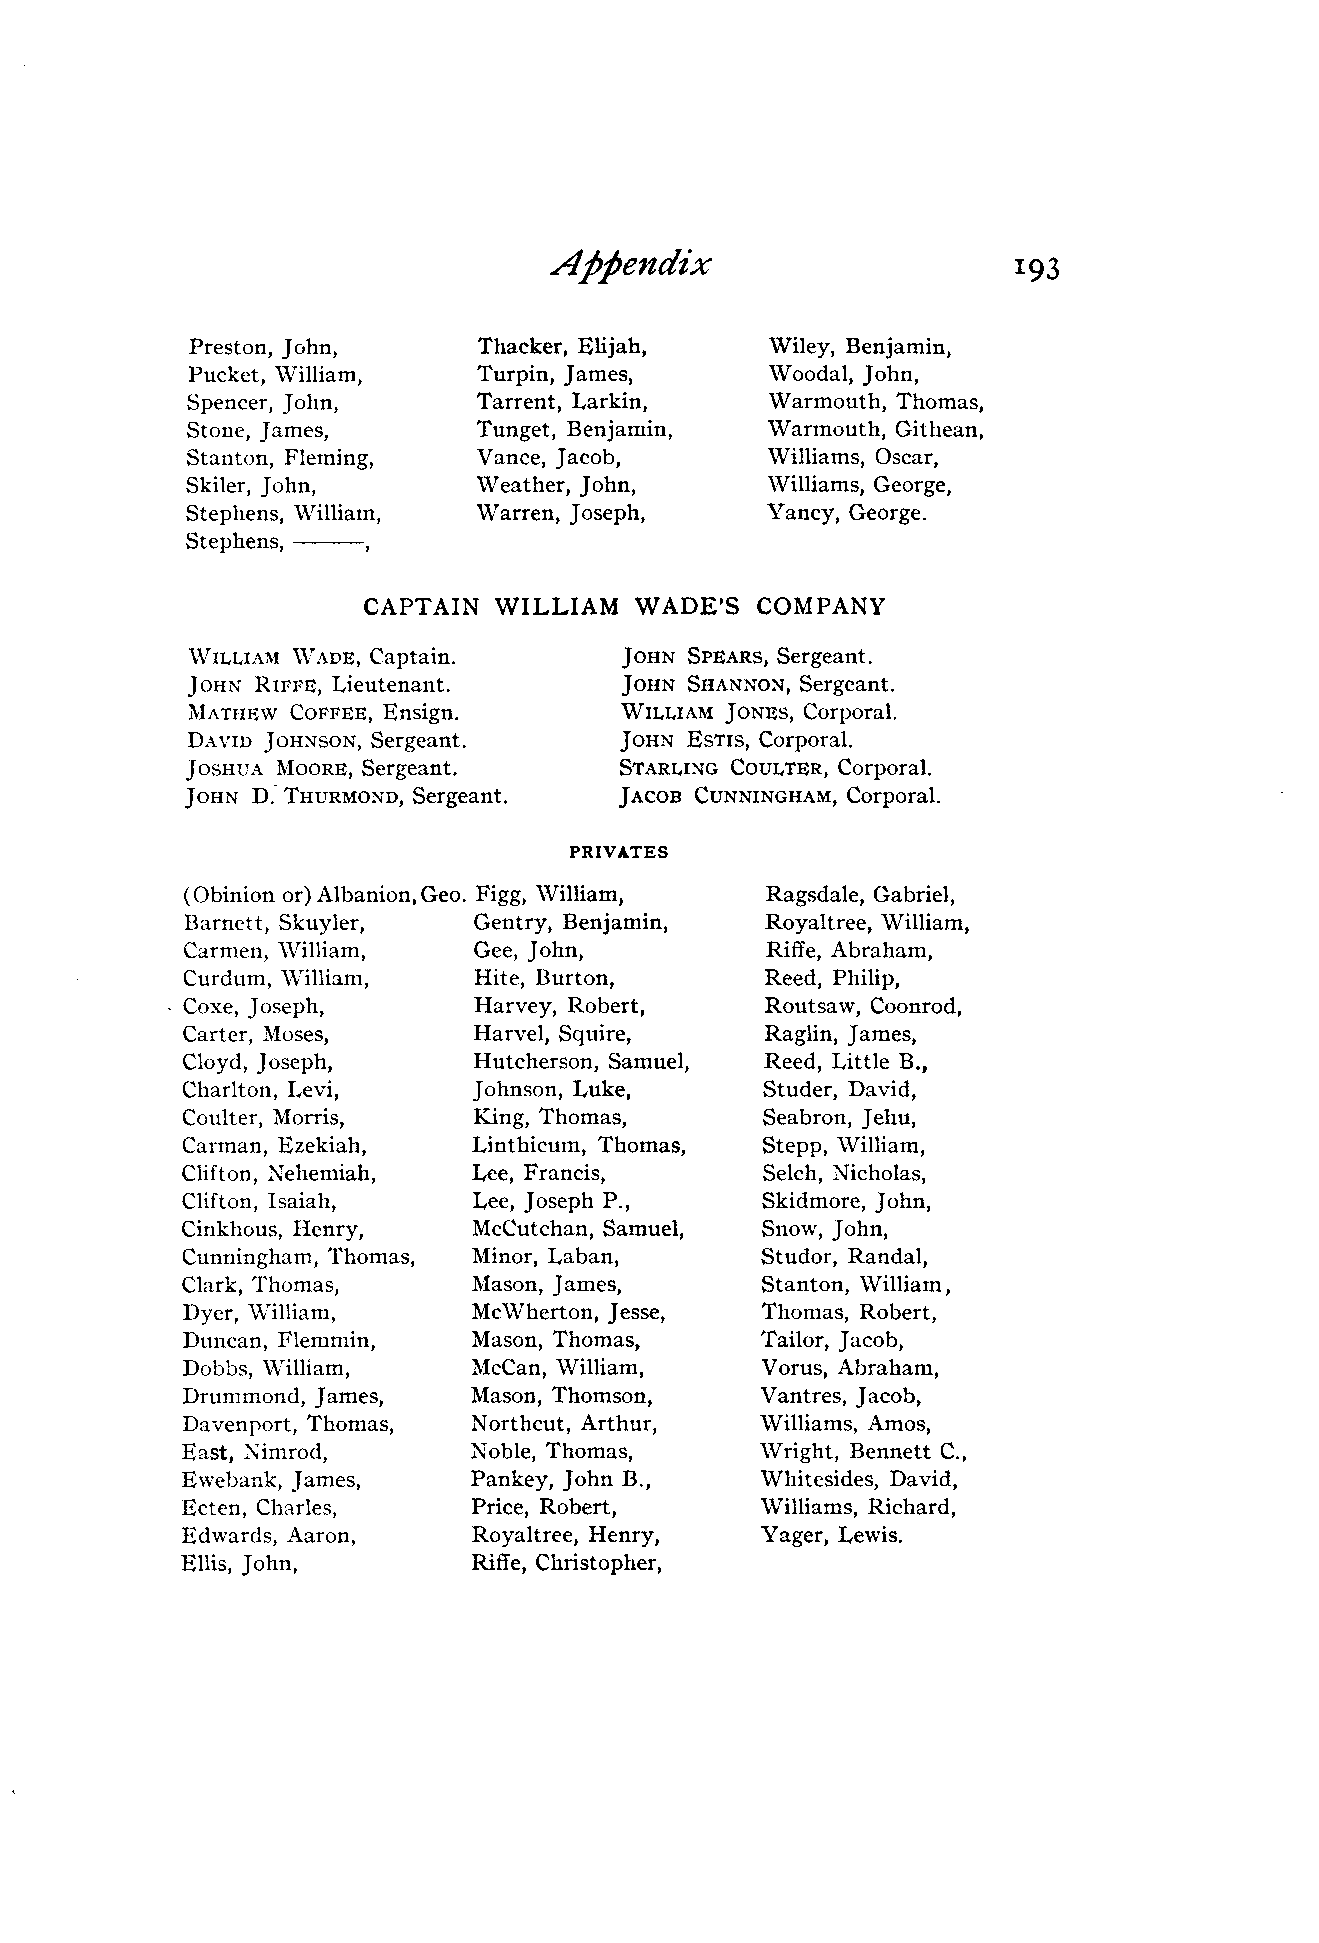 Appendix 193
Preston, John,
Pucket, William,
Spencer, John,
Stone, James,
Stanton, Fleming,
Skiler, John,
Stephens, William,
Stephens, ———,
Thacker, Elijah,
Turpin, James,
Tarrent, Larkin,
Tunget, Benjamin,
Vance, Jacob,
Weather, John,
Warren, Joseph,
Wiley, Benjamin,
Woodal, John,
Warmouth, Thomas,
Warmouth, Githean,
Williams, Oscar,
Williams, George,
Yancy, George.
CAPTAIN WILLIAM WADE'S COMPANY
WILLIAM WADE, Captain.
JOHN RIFFE, Lieutenant.
MATHEW COFFEE, Ensign.
DAVID JOHNSON, Sergeant.
JOSHUA MOORE, Sergeant.
JOHN D. THURMOND, Sergeant.
JOHN SPEARS, Sergeant.
JOHN SHANNON, Sergeant.
WILLIAM JONES, Corporal.
JOHN ESTIS, Corporal.
STARLING COULTER, Corporal.
JACOB CUNNINGHAM, Corporal.
PRIVATES
(Obinion or) Albanion, Geo.
Barnett, Skuyler,
Carmen, William,
Curdum, William,
Coxe, Joseph,
Carter, Moses,
Cloyd, Joseph,
Charlton, Levi,
Coulter, Morris,
Carman, Ezekiah,
Clifton, Nehemiah,
Clifton, Isaiah,
Cinkhous, Henry,
Cunningham, Thomas,
Clark, Thomas,
Dyer, William,
Duncan, Flemmin,
Dobbs, William,
Drummond, James,
Davenport, Thomas,
East, Nimrod,
Ewebank, James,
Ecten, Charles,
Edwards, Aaron,
Ellis, John,
Figg, William,
Gentry, Benjamin,
Gee, John,
Hite, Burton,
Harvey, Robert,
Harvel, Squire,
Hutcherson, Samuel,
Johnson, Luke,
King, Thomas,
Linthicum, Thomas,
Lee, Francis,
Lee, Joseph P.,
McCutchan, Samuel,
Minor, Laban,
Mason, James,
McWherton, Jesse,
Mason, Thomas,
McCan, William,
Mason, Thomson,
Northcut, Arthur,
Noble, Thomas,
Pankey, John B.,
Price, Robert,
Royaltree, Henry,
Riffe, Christopher,
Ragsdale, Gabriel,
Royaltree, William,
Riffe, Abraham,
Reed, Philip,
Routsaw, Coonrod,
Raglin, James,
Reed, Little B.,
Studer, David,
Seabron, Jehu,
Stepp, William,
Selch, Nicholas,
Skidmore, John,
Snow, John,
Studor, Randal,
Stanton, William,
Thomas, Robert,
Tailor, Jacob,
Vorus, Abraham,
Vantres, Jacob,
Williams, Amos,
Wright, Bennett C.,
Whitesides, David,
Williams, Richard,
Yager, Lewis.